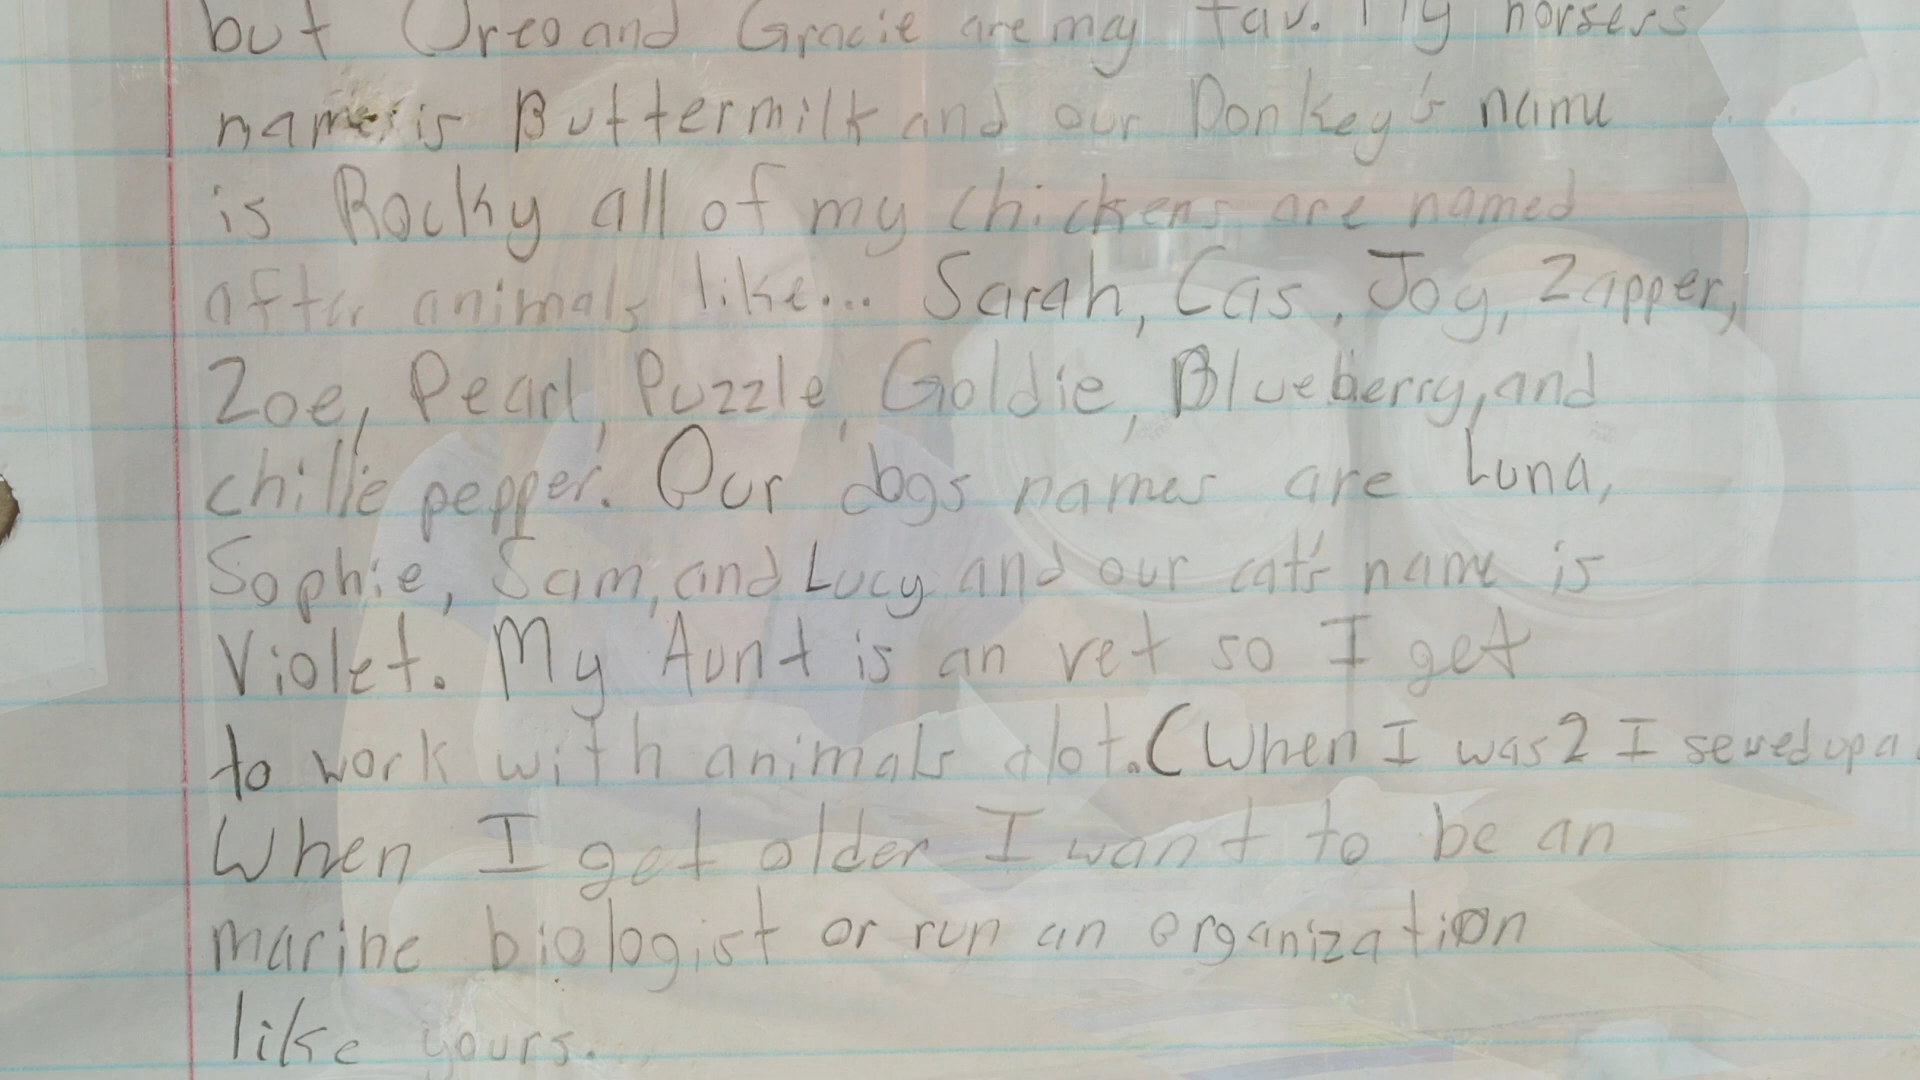 but Oreo and Gracie are my fav. My horsers
names is Buttermilk and our Donkey's name
is Rocky all of my chickens are named
after animals like... Sarah, Cas, Joy, Zapper,
Zoe, Pearl, Puzzle, Goldie, Blueberry, and
chillie pepper. Our dogs names are Luna,
Sophie, Sam, and Lucy and our cat's name is
Violet. My Aunt is an vet so I get
to work with animals alot. (When I was 2 I sewed up a
When I get older I want to be an
marine biologist or run an organization
like yours.